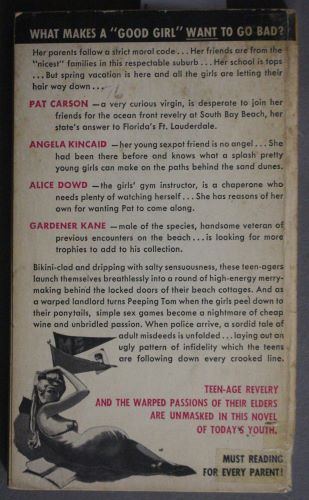 WHAT MAKES A "GOOD GIRL" WANT TO GO BAD?
Her parents follow a strict moral code . . . Her friends are from the
"nicest" families in this respectable suburb . . . Her school is tops
. . . But spring vacation is here and all the girls are letting their
hair way down . . .
PAT CARSON — a very curious virgin, is desperate to join her
friends for the ocean front revelry at South Bay Beach, her
state's answer to Florida's Ft. Lauderdale.
ANGELA KINCAID — her young sexpot friend is no angel . . . She
had been there before and knows what a splash pretty
young girls can make on the paths behind the sand dunes.
ALICE DOWD — the girls' gym instructor, is a chaperone who
needs plenty of watching herself . . . She has reasons of her
own for wanting Pat to come along.
GARDENER KANE — male of the species, handsome veteran of
previous encounters on the beach . . . is looking for more
trophies to add to his collection.
Bikini-clad and dripping with salty sensuousness, these teen-agers
launch themselves breathlessly into a round of high-energy merry-
making behind the locked doors of their beach cottages. And as
a warped landlord turns Peeping Tom when the girls peel down to
their ponytails, simple sex games become a nightmare of cheap
wine and unbridled passion. When police arrive, a sordid tale of
adult misdeeds is unfolded . . . laying out an
ugly pattern of infidelity which the teens
are following down every crooked line.
TEEN-AGE REVELRY
AND THE WARPED PASSIONS OF THEIR ELDERS
ARE UNMASKED IN THIS NOVEL
OF TODAY'S YOUTH.
MUST READING
FOR EVERY PARENT!